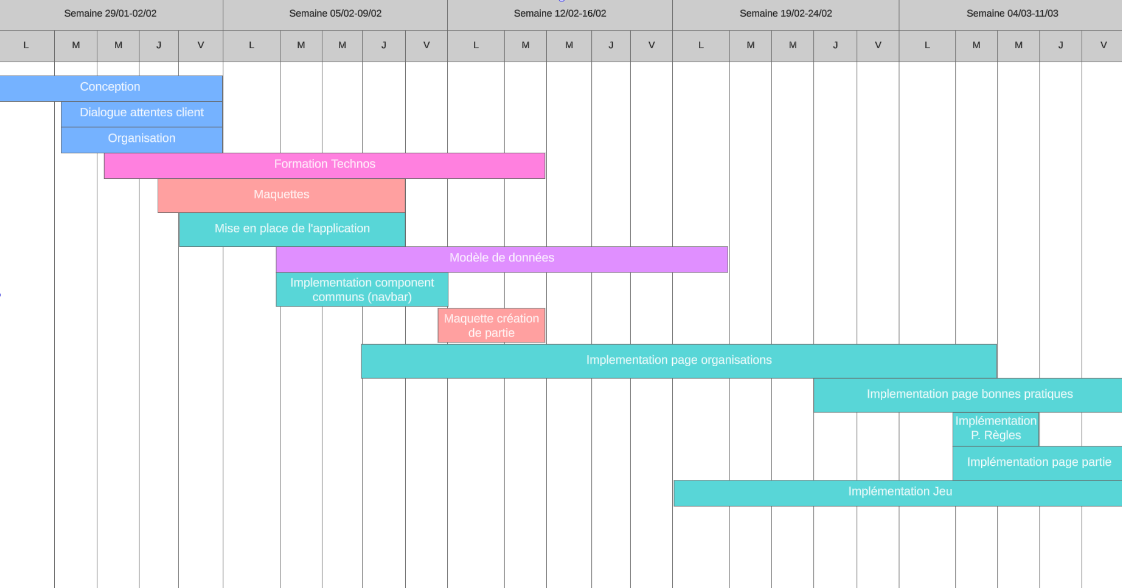 Semaine 29/01-02/02 Semaine 05/02-09/02 Semaine 12/02-16/02 Semaine 19/02-24/02 Semaine 04/03-11/03
L M M J V L M M J V L M M J V L M M J V L M M J V
Conception
Dialogue attentes client
Organisation
Formation Technos
Maquettes
Mise en place de l'application
Modèle de données
Implementation component
communs (navbar)
Maquette création
de partie
Implementation page organisations
Implementation page bonnes pratiques
Implémentation
P. Règles
Implémentation page partie
Implémentation Jeu